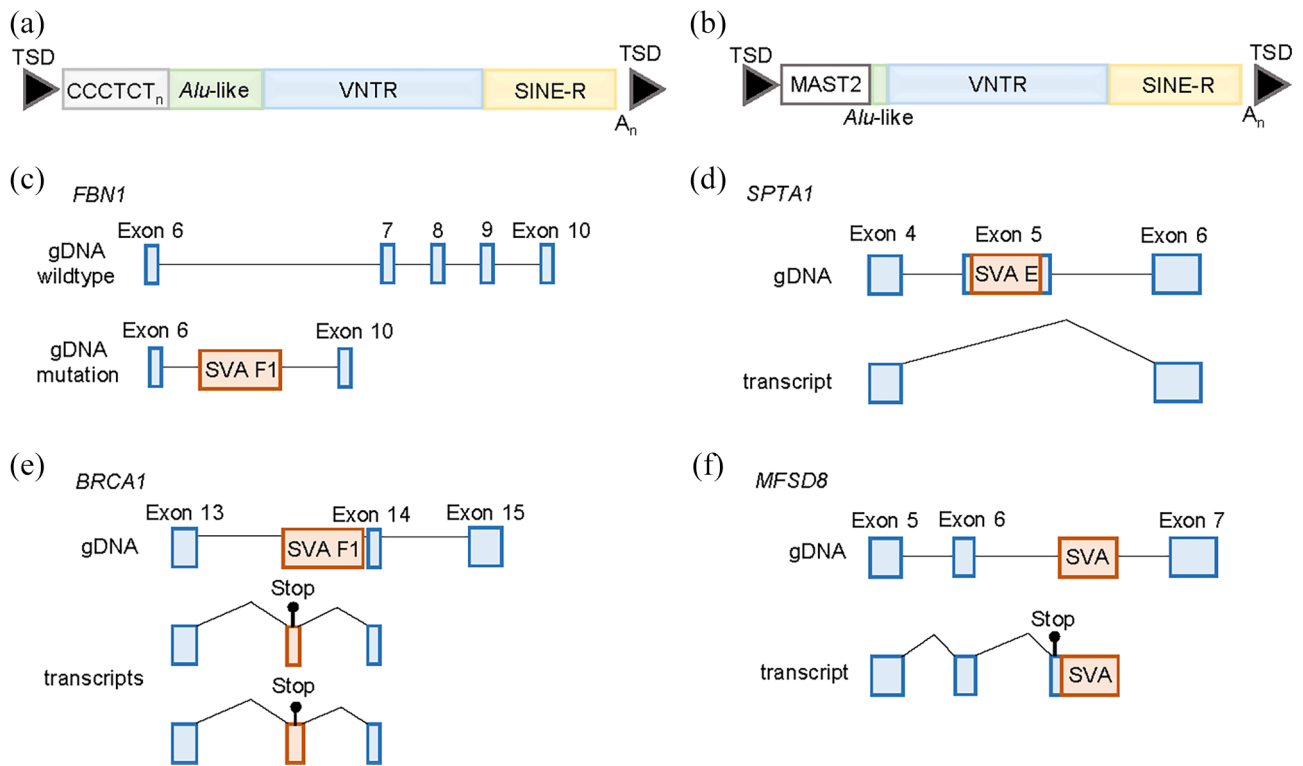 (a)
TSD
TSD
CCCTCTn
Alu-like
VNTR
SINE-R
An
(b)
TSD
TSD
MAST2
VNTR
SINE-R
Alu-like
An
(c)
FBN1
Exon 6
7
8
9
Exon 10
gDNA
wildtype
Exon 6
Exon 10
gDNA
mutation
SVA F1
(d)
SPTA1
Exon 4
Exon 5
Exon 6
gDNA
SVA E
transcript
(e)
BRCA1
Exon 13
Exon 14
Exon 15
gDNA
SVA F1
Stop
transcripts
Stop
(f)
MFSD8
Exon 5
Exon 6
Exon 7
gDNA
SVA
Stop
transcript
SVA